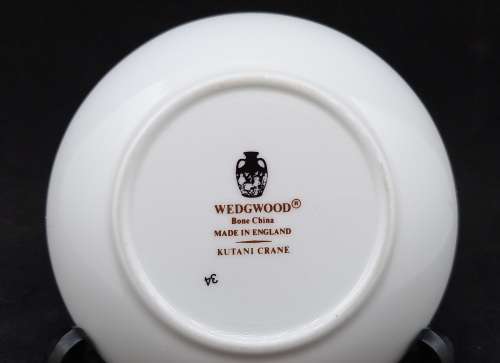 WEDGWOOD®
Bone China
MADE IN ENGLAND
KUTANI CRANE
34